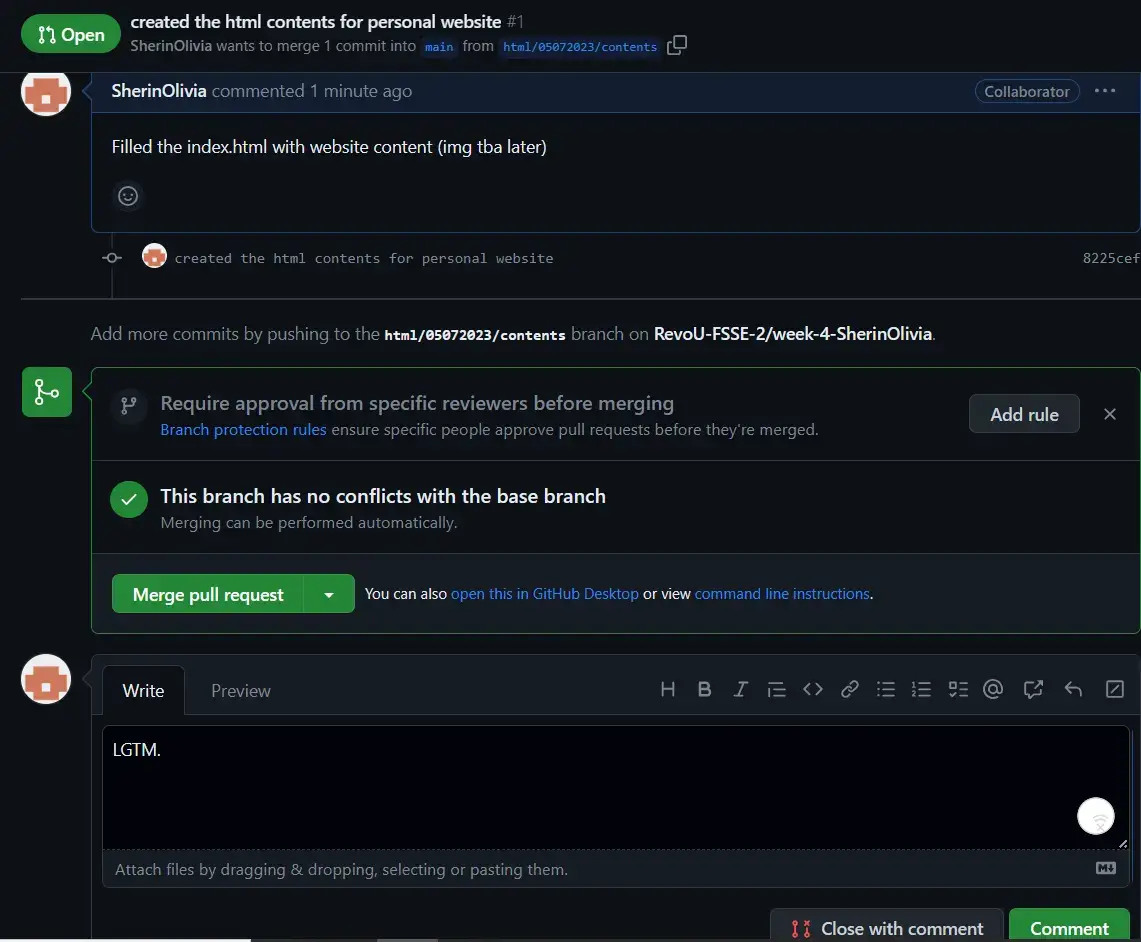 Open
created the html contents for personal website #1
SherinOlivia wants to merge 1 commit into main from html/05072023/contents
SherinOlivia commented 1 minute ago
Collaborator
Filled the index.html with website content (img tba later)
created the html contents for personal website
8225cef
Add more commits by pushing to the html/05072023/contents branch on RevoU-FSSE-2/week-4-SherinOlivia.
Require approval from specific reviewers before merging
Branch protection rules ensure specific people approve pull requests before they're merged.
Add rule
This branch has no conflicts with the base branch
Merging can be performed automatically.
Merge pull request
You can also open this in GitHub Desktop or view command line instructions.
Write
Preview
LGTM.
Attach files by dragging & dropping, selecting or pasting them.
Close with comment
Comment